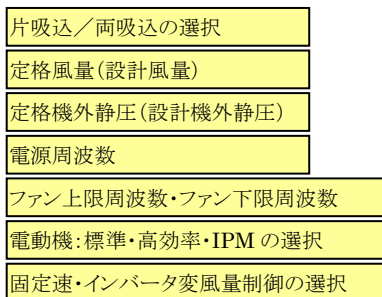 片吸込／両吸込の選択
定格風量(設計風量)
定格機外静圧(設計機外静圧)
電源周波数
ファン上限周波数・ファン下限周波数
電動機:標準・高効率・IPM の選択
固定速・インバータ変風量制御の選択